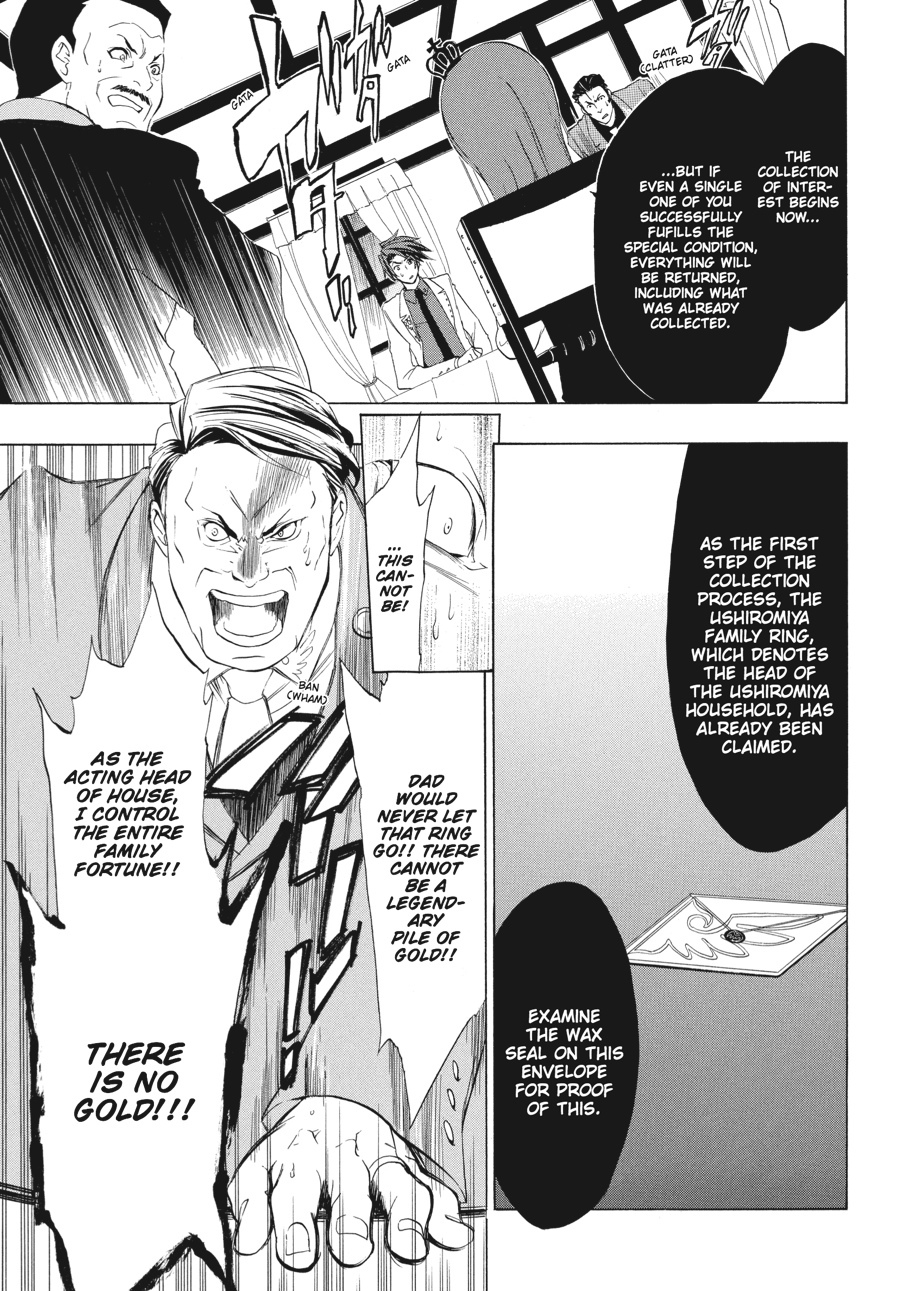 THE
COLLECTION
OF INTER-
EST BEGINS
NOW...
...BUT IF
EVEN A SINGLE
ONE OF YOU
SUCCESSFULLY
FUFILLS THE
SPECIAL CONDITION,
EVERYTHING WILL
BE RETURNED,
INCLUDING WHAT
WAS ALREADY
COLLECTED.
GATA
(CLATTER)
GATA
GATA
AS THE FIRST
STEP OF THE
COLLECTION
PROCESS, THE
USHIROMIYA
FAMILY RING,
WHICH DENOTES
THE HEAD OF
THE USHIROMIYA
HOUSEHOLD, HAS
ALREADY BEEN
CLAIMED.
EXAMINE
THE WAX
SEAL ON THIS
ENVELOPE
FOR PROOF
OF THIS.
...
THIS
CAN-
NOT
BE!
BAN
(WHAM)
DAD
WOULD
NEVER LET
THAT RING
GO!! THERE
CANNOT
BE A
LEGEND-
ARY
PILE OF
GOLD!!
AS THE
ACTING HEAD
OF HOUSE,
I CONTROL
THE ENTIRE
FAMILY
FORTUNE!!
THERE
IS NO
GOLD!!!